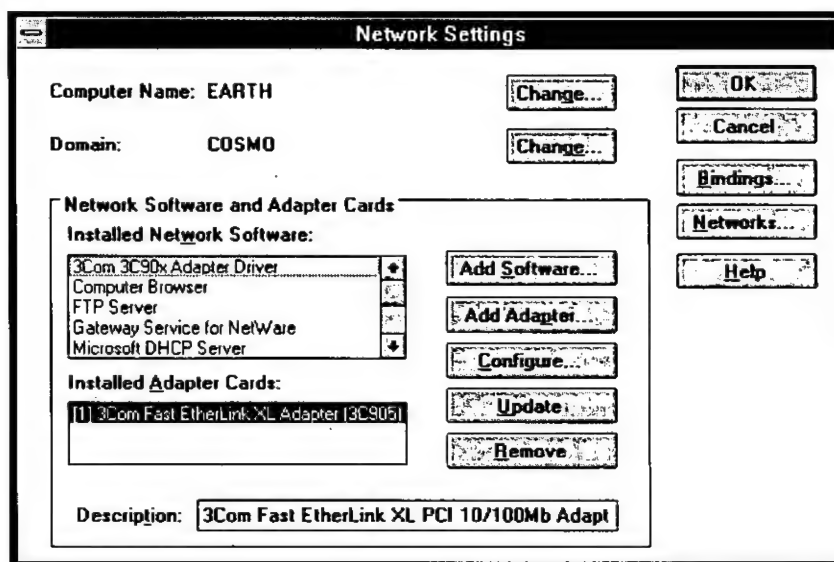 Network Settings
Computer Name: EARTH
Change...
OK
Cancel
Domain: COSMO
Change...
Bindings...
Networks...
Help
Network Software and Adapter Cards
Installed Network Software:
3Com 3C90x Adapter Driver
Computer Browser
FTP Server
Gateway Service for NetWare
Microsoft DHCP Server
Add Software...
Add Adapter...
Configure...
Update
Remove
Installed Adapter Cards:
[1] 3Com Fast EtherLink XL Adapter (3C905)
Description: 3Com Fast EtherLink XL PCI 10/100Mb Adapt